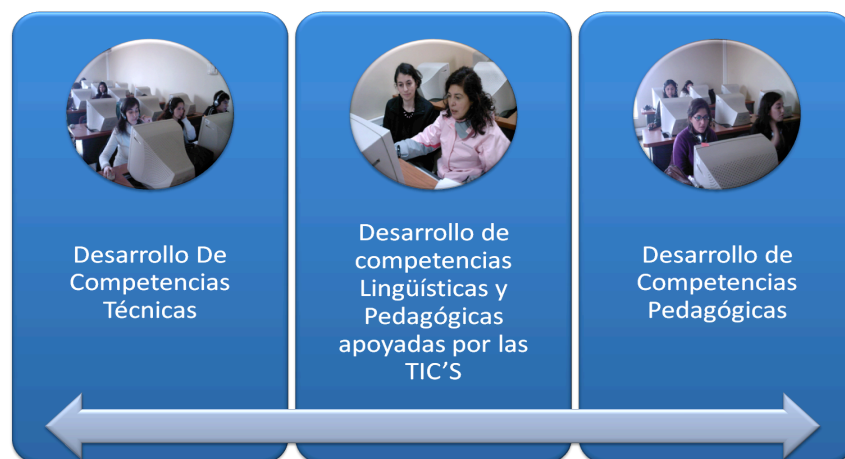 Desarrollo De
Competencias
Técnicas
Desarrollo de
competencias
Lingüísticas y
Pedagógicas
apoyadas por las
TIC’S
Desarrollo de
Competencias
Pedagógicas